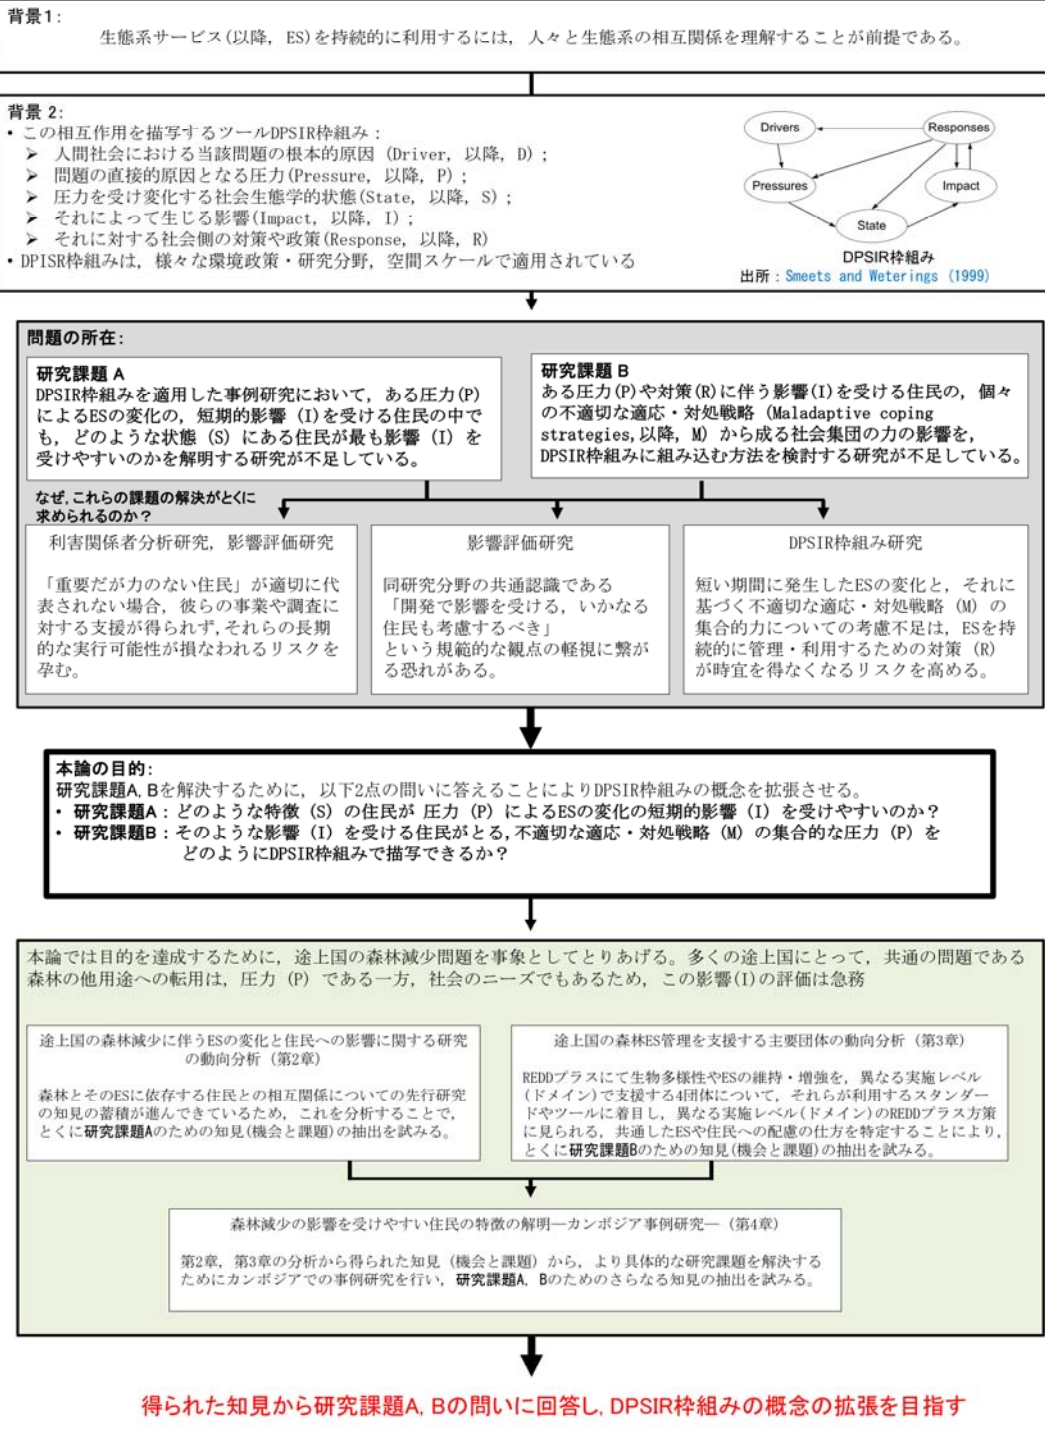 背景1：
生態系サービス(以降, ES)を持続的に利用するには, 人々と生態系の相互関係を理解することが前提である。
背景 2：
• この相互作用を描写するツールDPSIR枠組み：
➢ 人間社会における当該問題の根本的原因 (Driver, 以降, D)；
➢ 問題の直接的原因となる圧力(Pressure, 以降, P)；
➢ 圧力を受け変化する社会生態学的状態(State, 以降, S)；
➢ それによって生じる影響(Impact, 以降, I)；
➢ それに対する社会側の対策や政策(Response, 以降, R)
• DPISR枠組みは, 様々な環境政策・研究分野, 空間スケールで適用されている
Drivers
Responses
Pressures
Impact
State
DPSIR枠組み
出所：Smeets and Weterings (1999)
問題の所在：
研究課題 A
DPSIR枠組みを適用した事例研究において, ある圧力(P)
によるESの変化の, 短期的影響 (I)を受ける住民の中で
も, どのような状態 (S) にある住民が最も影響 (I) を
受けやすいのかを解明する研究が不足している。
研究課題 B
ある圧力(P)や対策(R)に伴う影響(I)を受ける住民の, 個々
の不適切な適応・対処戦略 (Maladaptive coping
strategies,以降, M) から成る社会集団の力の影響を,
DPSIR枠組みに組み込む方法を検討する研究が不足している。
なぜ, これらの課題の解決がとくに
求められるのか？
利害関係者分析研究, 影響評価研究
「重要だが力のない住民」が適切に代
表されない場合, 彼らの事業や調査に
対する支援が得られず, それらの長期
的な実行可能性が損なわれるリスクを
孕む。
影響評価研究
同研究分野の共通認識である
「開発で影響を受ける, いかなる
住民も考慮するべき」
という規範的な観点の軽視に繋が
る恐れがある。
DPSIR枠組み研究
短い期間に発生したESの変化と, それに
基づく不適切な適応・対処戦略 (M) の
集合的力についての考慮不足は, ESを持
続的に管理・利用するための対策 (R)
が時宜を得なくなるリスクを高める。
本論の目的：
研究課題A, Bを解決するために, 以下2点の問いに答えることによりDPSIR枠組みの概念を拡張させる。
• 研究課題A：どのような特徴 (S) の住民が 圧力 (P) によるESの変化の短期的影響 (I) を受けやすいのか？
• 研究課題B：そのような影響 (I) を受ける住民がとる, 不適切な適応・対処戦略 (M) の集合的な圧力 (P) を
どのようにDPSIR枠組みで描写できるか？
本論では目的を達成するために, 途上国の森林減少問題を事象としてとりあげる。多くの途上国にとって, 共通の問題である
森林の他用途への転用は, 圧力 (P) である一方, 社会のニーズでもあるため, この影響(I)の評価は急務
途上国の森林減少に伴うESの変化と住民への影響に関する研究
の動向分析 (第2章)
森林とそのESに依存する住民との相互関係についての先行研究
の知見の蓄積が進んできているため, これを分析することで,
とくに研究課題Aのための知見(機会と課題)の抽出を試みる。
途上国の森林ES管理を支援する主要団体の動向分析 (第3章)
REDDプラスにて生物多様性やESの維持・増強を, 異なる実施レベル
(ドメイン)で支援する4団体について, それらが利用するスタンダー
ドやツールに着目し, 異なる実施レベル(ドメイン)のREDDプラス方策
に見られる, 共通したESや住民への配慮の仕方を特定することにより,
とくに研究課題Bのための知見(機会と課題)の抽出を試みる。
森林減少の影響を受けやすい住民の特徴の解明―カンボジア事例研究― (第4章)
第2章, 第3章の分析から得られた知見 (機会と課題) から, より具体的な研究課題を解決する
ためにカンボジアでの事例研究を行い, 研究課題A, Bのためのさらなる知見の抽出を試みる。
得られた知見から研究課題A, Bの問いに回答し, DPSIR枠組みの概念の拡張を目指す